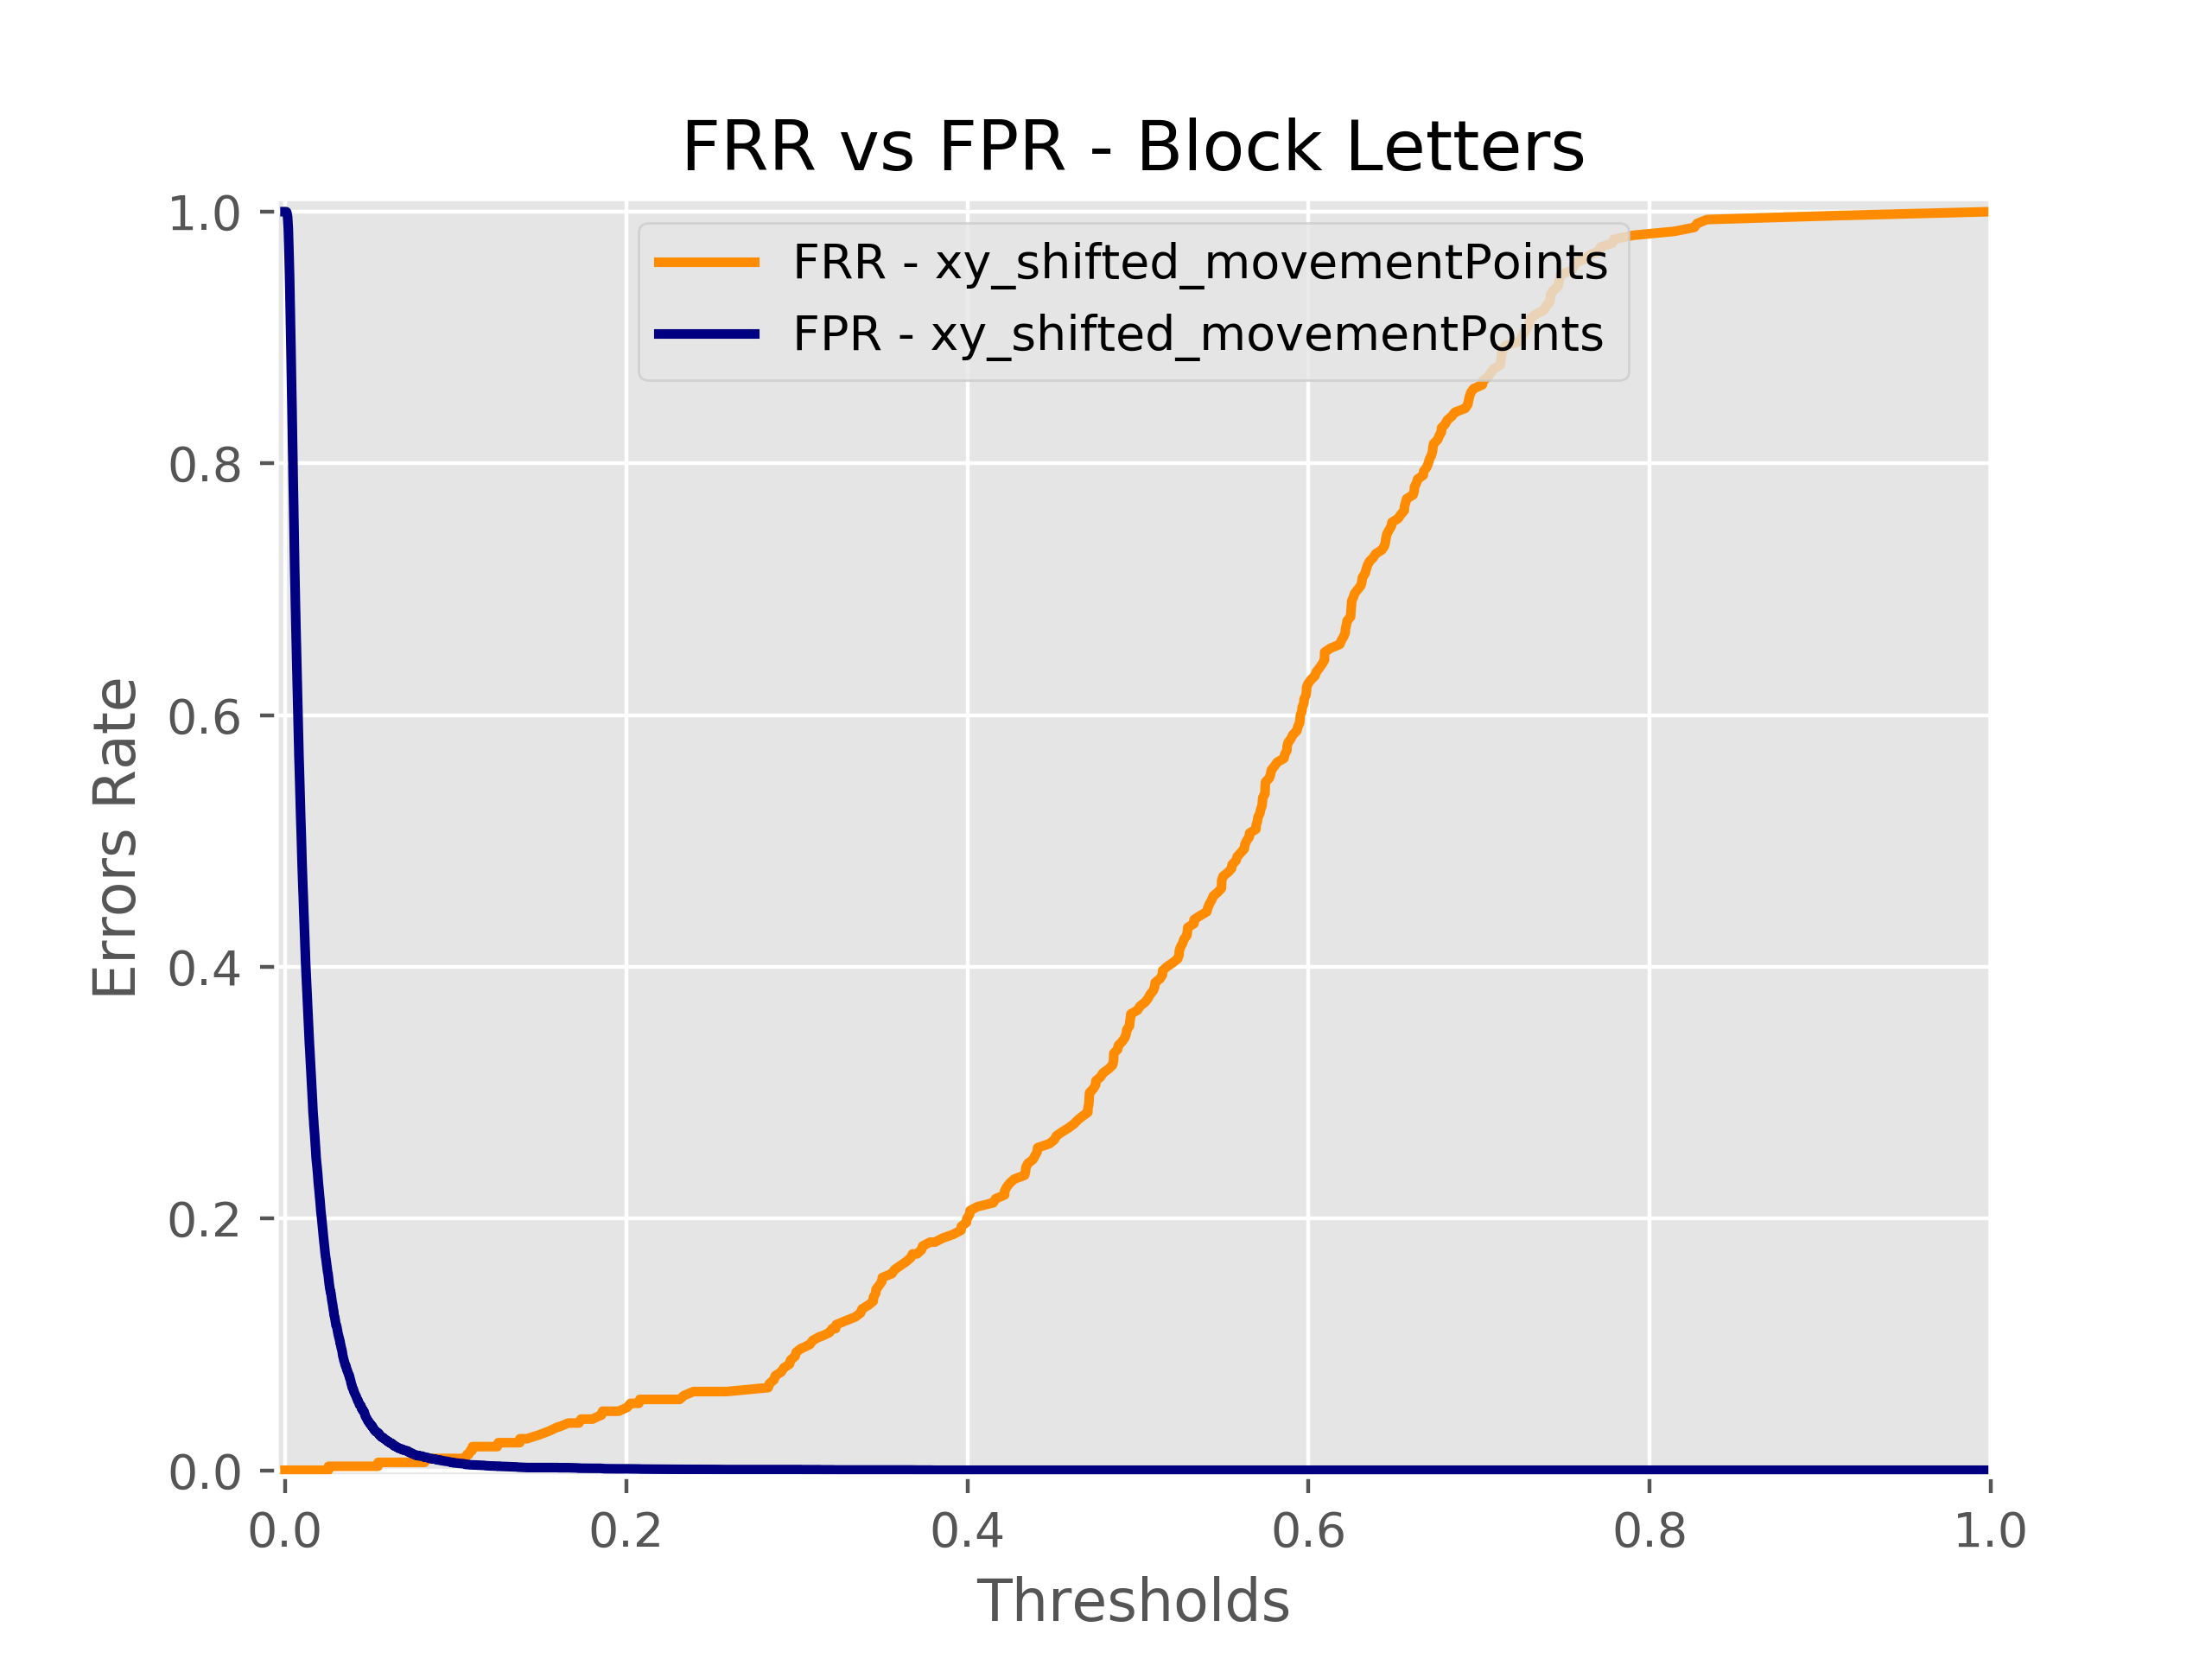 FRR vs FPR - Block Letters
FRR - xy_shifted_movementPoints
FPR - xy_shifted_movementPoints
1.0
0.8
0.6
0.4
0.2
0.0
Errors Rate
0.0 0.2 0.4 0.6 0.8 1.0
Thresholds